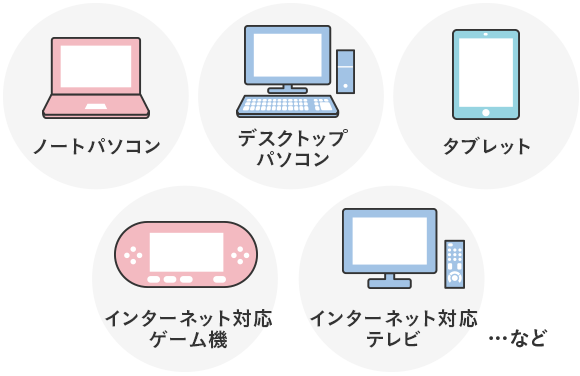 ノートパソコン
デスクトップ
パソコン
タブレット
インターネット対応
ゲーム機
インターネット対応
テレビ
…など